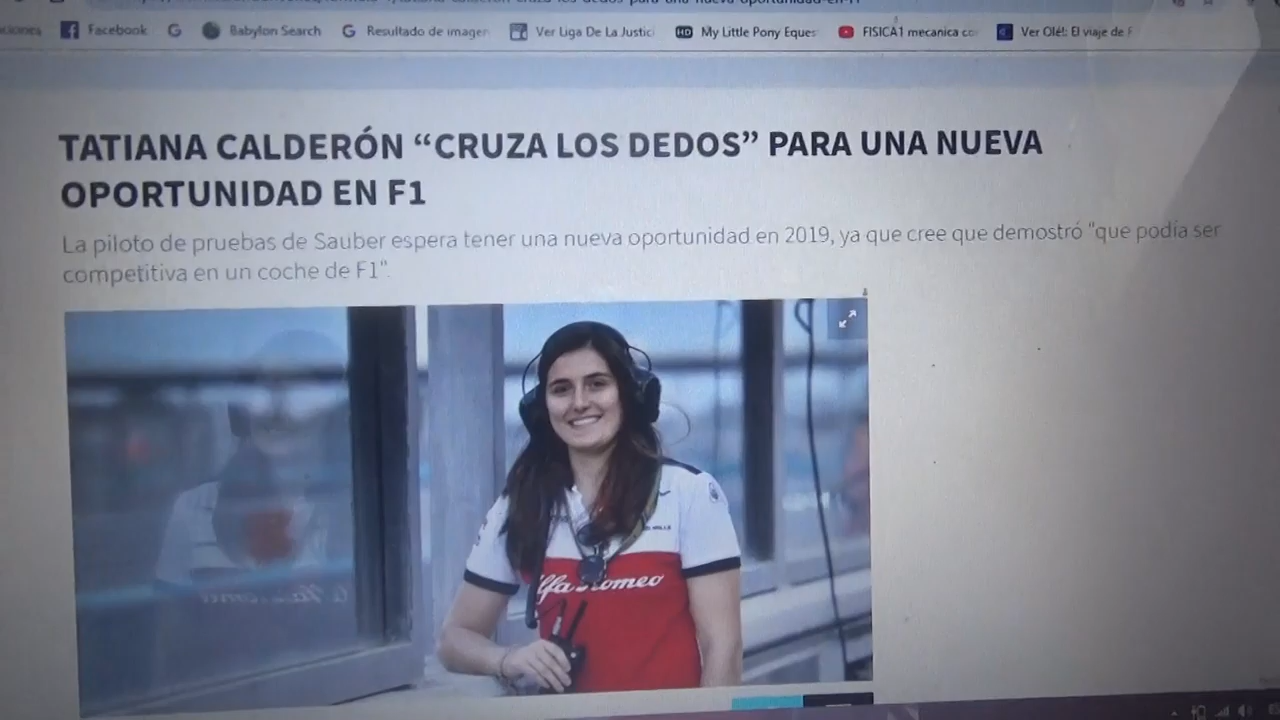 Facebook
Babylon Search
Resultado de imagen
Ver Liga De La Justici
My Little Pony Eques
FISICA1 mecanica co
Ver Olé!: El viaje de F
TATIANA CALDERÓN “CRUZA LOS DEDOS” PARA UNA NUEVA
OPORTUNIDAD EN F1
La piloto de pruebas de Sauber espera tener una nueva oportunidad en 2019, ya que cree que demostró "que podía ser
competitiva en un coche de F1".
Alfa Romeo